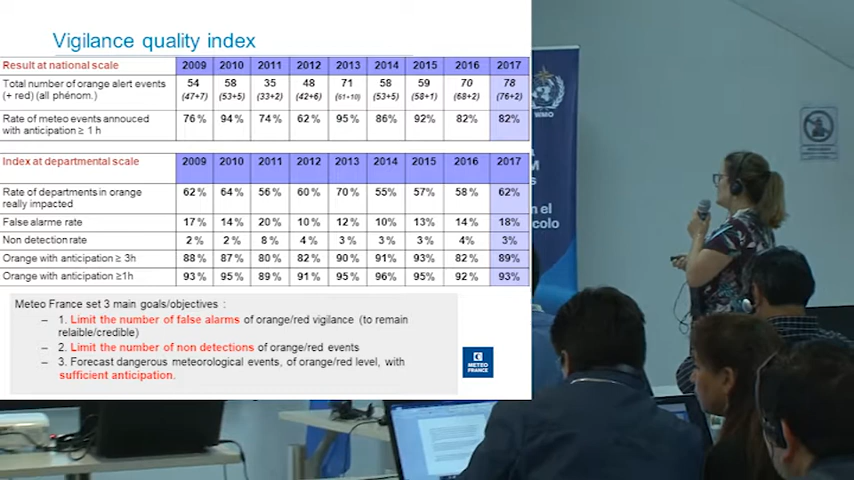 Vigilance quality index
Result at national scale 2009 2010 2011 2012 2013 2014 2015 2016 2017
Total number of orange alert events 54 58 35 48 71 58 59 70 78
(+ red) (all phénom.) (47+7) (53+5) (33+2) (42+6) (61+10) (53+5) (58+1) (68+2) (76+2)
Rate of meteo events annouced 76% 94% 74% 62% 95% 86% 92% 82% 82%
with anticipation ≥ 1 h
Index at departmental scale 2009 2010 2011 2012 2013 2014 2015 2016 2017
Rate of departments in orange 62% 64% 56% 60% 70% 55% 57% 58% 62%
really impacted
False alarme rate 17% 14% 20% 10% 12% 10% 13% 14% 18%
Non detection rate 2% 2% 8% 4% 3% 3% 3% 4% 3%
Orange with anticipation ≥ 3h 88% 87% 80% 82% 90% 91% 93% 82% 89%
Orange with anticipation ≥1h 93% 95% 89% 91% 95% 96% 95% 92% 93%
Meteo France set 3 main goals/objectives :
– 1. Limit the number of false alarms of orange/red vigilance (to remain
relaible/credible)
– 2. Limit the number of non detections of orange/red events
– 3. Forecast dangerous meteorological events, of orange/red level, with
sufficient anticipation.
METEO
FRANCE
WMO
M
s
n el
colo